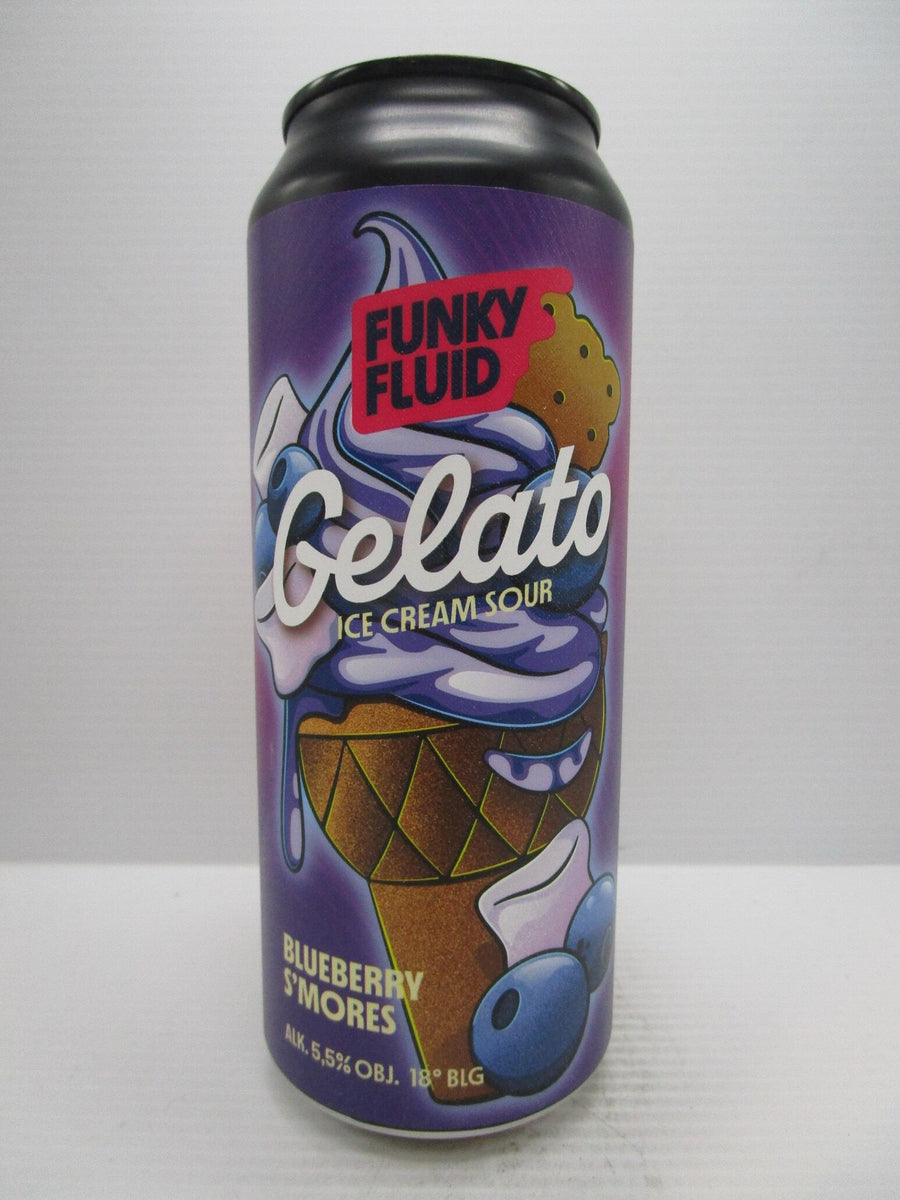 FUNKY
FLUID
Gelato
ICE CREAM SOUR
BLUEBERRY
S'MORES
ALK. 5,5% OBJ. 18° BLG